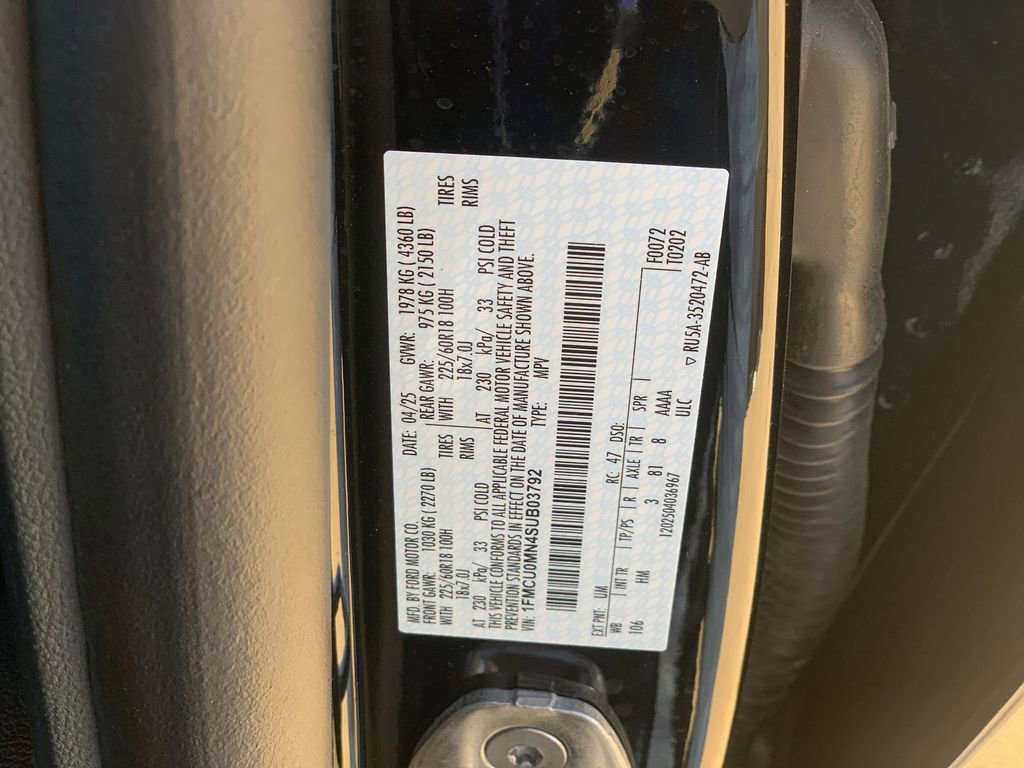 MFD. BY FORD MOTOR CO. DATE: 04/25 GVWR: 1978 KG ( 4360 LB)
FRONT GAWR: 1030 KG ( 2270 LB) REAR GAWR: 975 KG ( 2150 LB)
WITH 225/60R18 100H TIRES WITH 225/60R18 100H TIRES
18x7.0J RIMS 18x7.0J RIMS
AT 230 kPa/ 33 PSI COLD AT 230 kPa/ 33 PSI COLD
THIS VEHICLE CONFORMS TO ALL APPLICABLE FEDERAL MOTOR VEHICLE SAFETY AND THEFT
PREVENTION STANDARDS IN EFFECT ON THE DATE OF MANUFACTURE SHOWN ABOVE.
VIN: 1FMCU0MN4SUB03792 TYPE: MPV
EXT PNT: UM RC: 47 DSO: F0072
WB INT TR TP/PS R AXLE TR SPR T0202
106 HM 3 81 8 AAAA
120250403696​7 ULC ▽ RU5A-3520472-AB